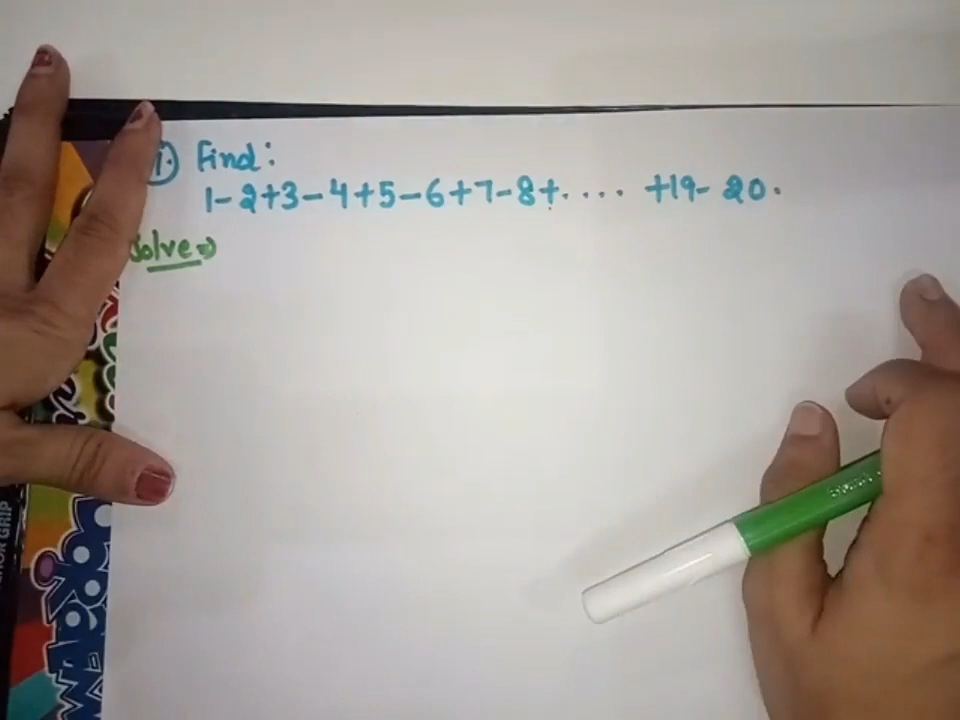 1. Find:
1-2+3-4+5-6+7-8+.... +19- 20.
Solve⇒